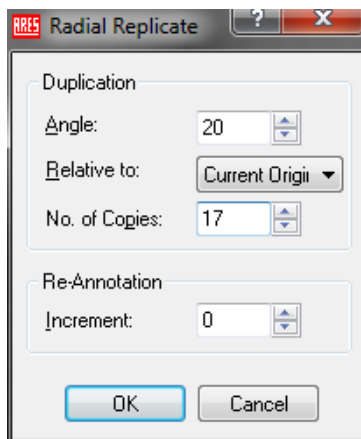 ARES Radial Replicate ? X
Duplication
Angle: 20
Relative to: Current Origi
No. of Copies: 17
Re-Annotation
Increment: 0
OK Cancel